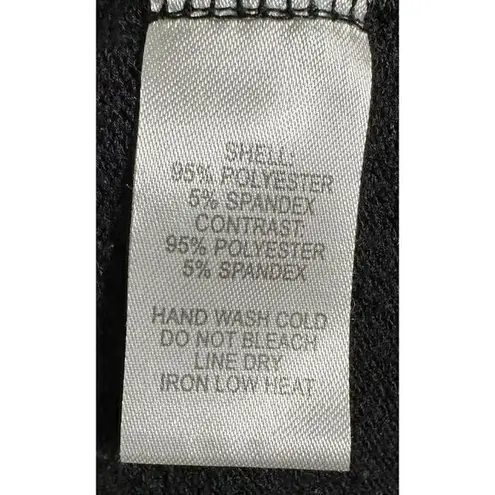 SHELL:
95% POLYESTER
5% SPANDEX
CONTRAST:
95% POLYESTER
5% SPANDEX
HAND WASH COLD
DO NOT BLEACH
LINE DRY
IRON LOW HEAT